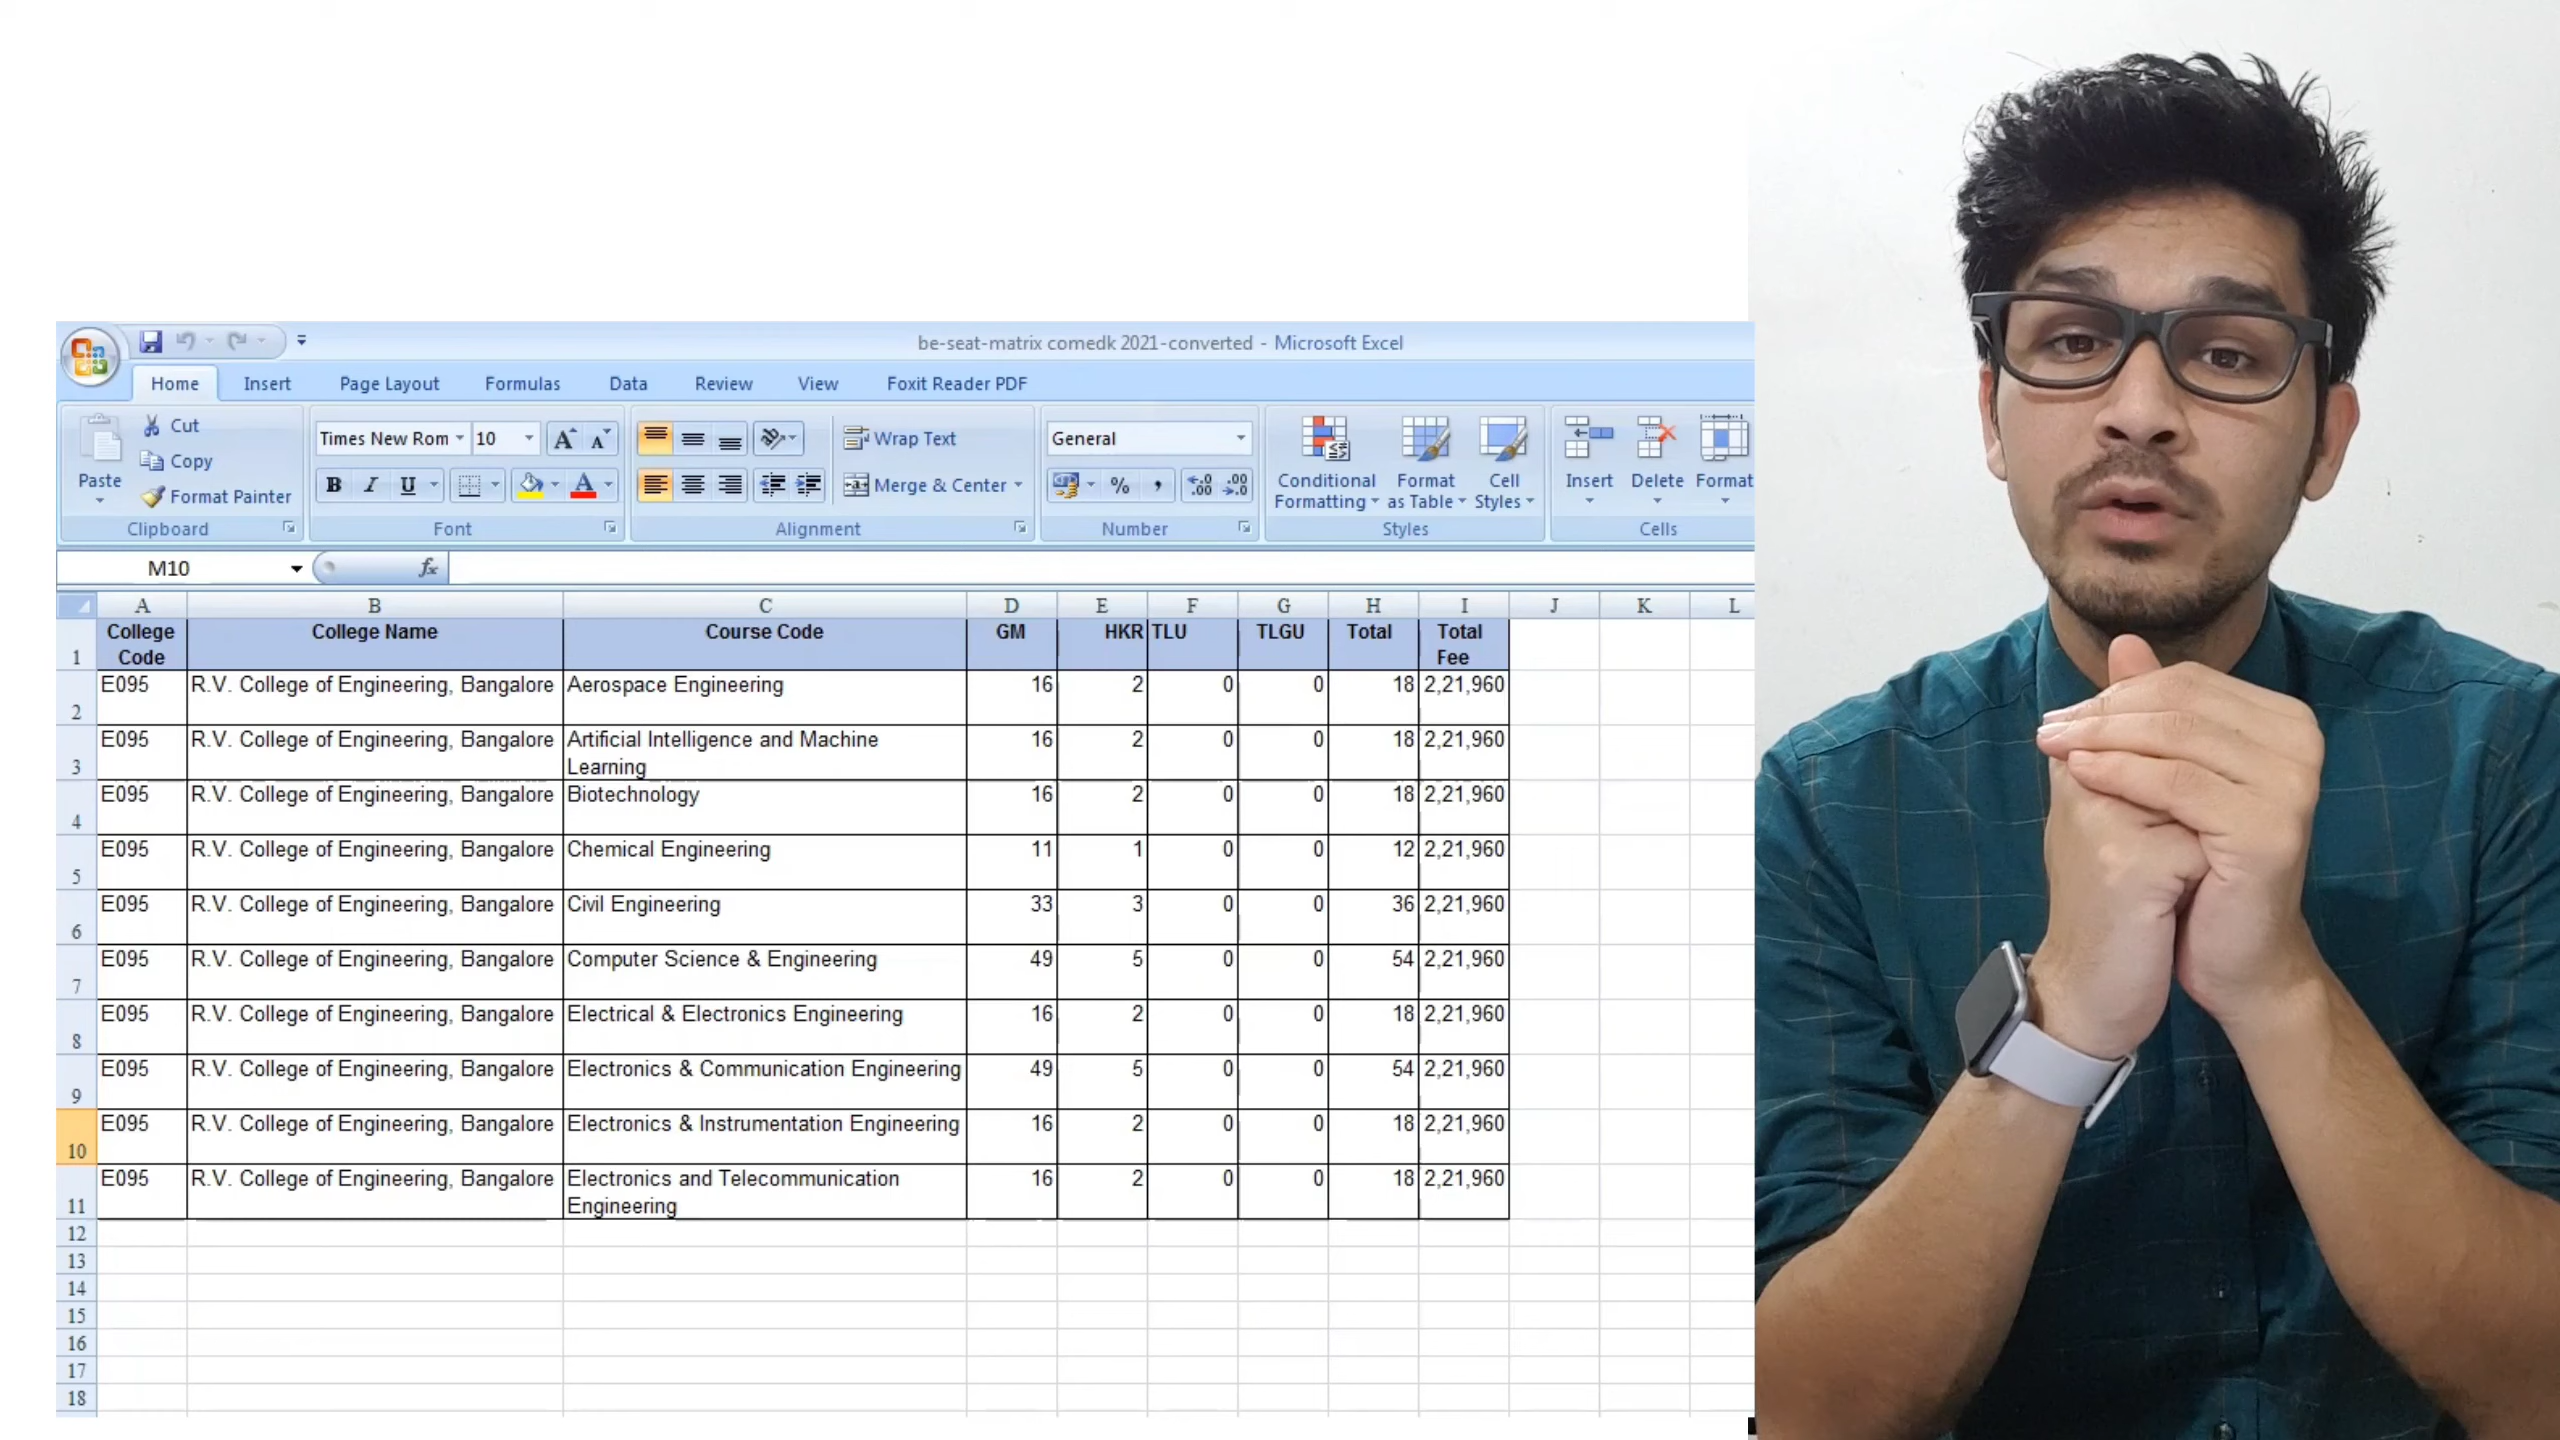 be-seat-matrix comedk 2021-converted - Microsoft Excel
Home Insert Page Layout Formulas Data Review View Foxit Reader PDF
Paste
Cut
Copy
Format Painter
Clipboard
Times New Rom 10 A A
B I U A
Font
Wrap Text
Merge & Center
Alignment
General
% , .00 .00
Number
Conditional Formatting
Format as Table
Cell Styles
Styles
Insert Delete Format
Cells
M10 fx
A B C D E F G H I J K L
1 College Code College Name Course Code GM HKR TLU TLGU Total Total Fee
2 E095 R.V. College of Engineering, Bangalore Aerospace Engineering 16 2 0 0 18 2,21,960
3 E095 R.V. College of Engineering, Bangalore Artificial Intelligence and Machine Learning 16 2 0 0 18 2,21,960
4 E095 R.V. College of Engineering, Bangalore Biotechnology 16 2 0 0 18 2,21,960
5 E095 R.V. College of Engineering, Bangalore Chemical Engineering 11 1 0 0 12 2,21,960
6 E095 R.V. College of Engineering, Bangalore Civil Engineering 33 3 0 0 36 2,21,960
7 E095 R.V. College of Engineering, Bangalore Computer Science & Engineering 49 5 0 0 54 2,21,960
8 E095 R.V. College of Engineering, Bangalore Electrical & Electronics Engineering 16 2 0 0 18 2,21,960
9 E095 R.V. College of Engineering, Bangalore Electronics & Communication Engineering 49 5 0 0 54 2,21,960
10 E095 R.V. College of Engineering, Bangalore Electronics & Instrumentation Engineering 16 2 0 0 18 2,21,960
11 E095 R.V. College of Engineering, Bangalore Electronics and Telecommunication Engineering 16 2 0 0 18 2,21,960
12
13
14
15
16
17
18